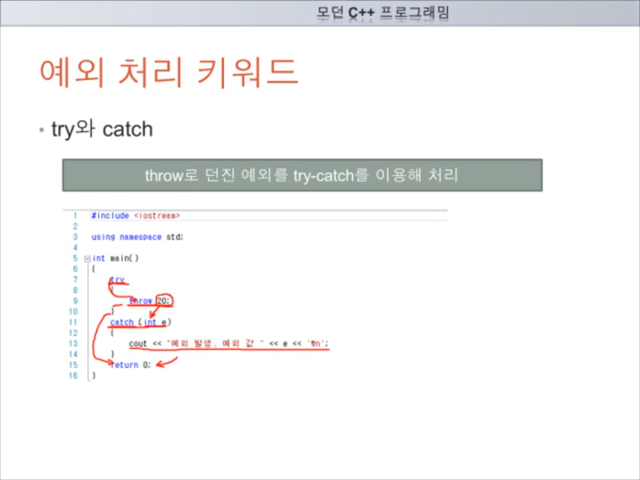 모던 C++ 프로그래밍
예외 처리 키워드
• try와 catch
throw로 던진 예외를 try-catch를 이용해 처리
1 #include <iostream>
2
3 using namespace std;
4
5 int main()
6 {
7 try
8 {
9 throw 20;
10 }
11 catch (int e)
12 {
13 cout << "예외 발생. 예외 값 " << e << '\n';
14 }
15 return 0;
16 }